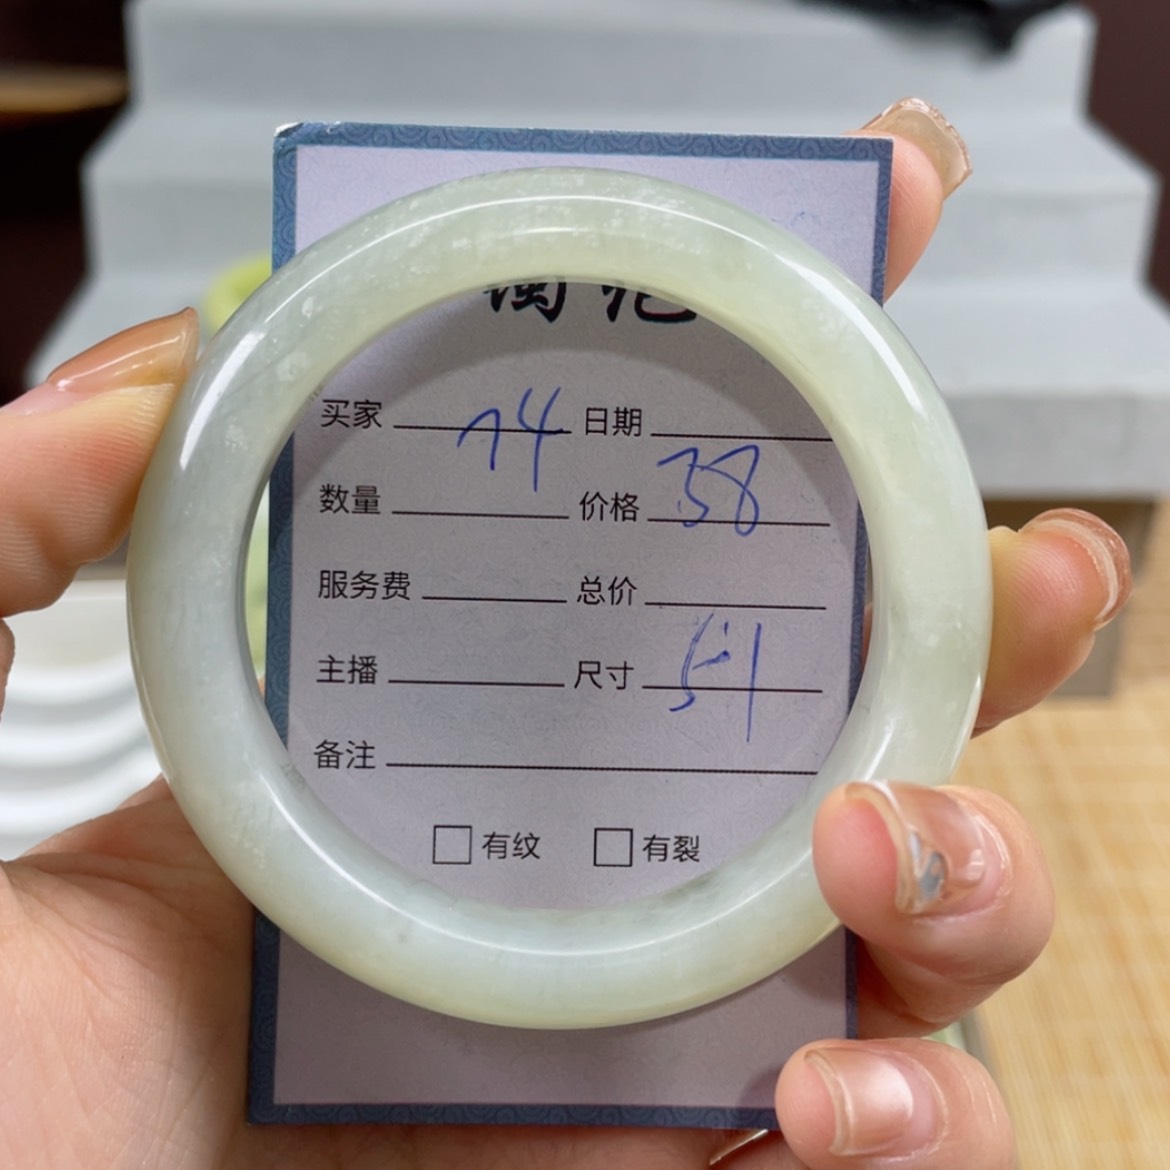 买家 74 日期
数量 价格 38
服务费 总价
主播 尺寸 51
备注
有纹 有裂